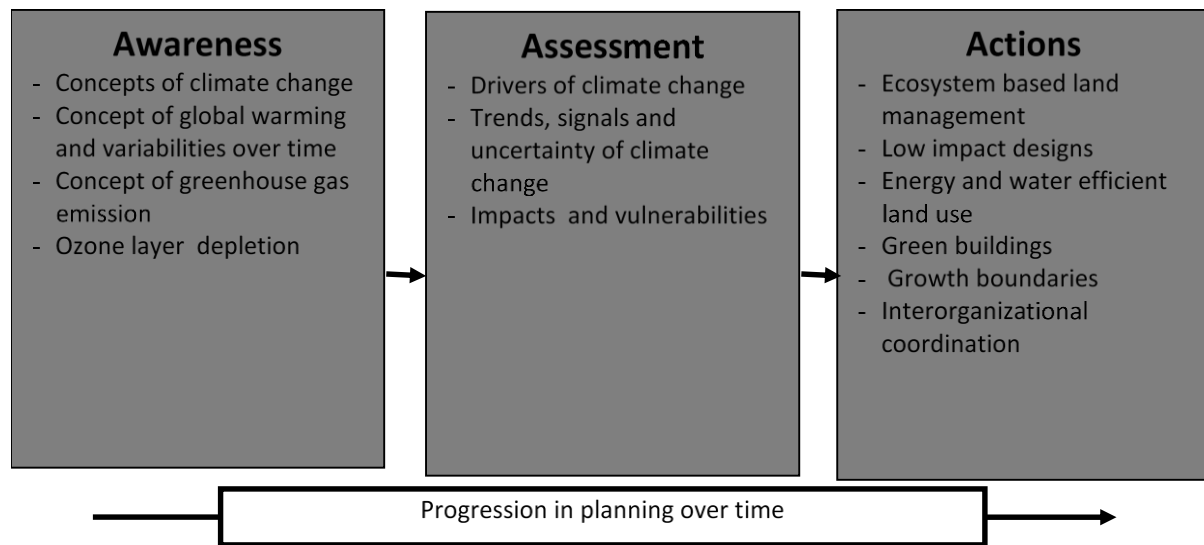 Awareness
- Concepts of climate change
- Concept of global warming
and variabilities over time
- Concept of greenhouse gas
emission
- Ozone layer depletion
Assessment
- Drivers of climate change
- Trends, signals and
uncertainty of climate
change
- Impacts and vulnerabilities
Actions
- Ecosystem based land
management
- Low impact designs
- Energy and water efficient
land use
- Green buildings
- Growth boundaries
- Interorganizational
coordination
Progression in planning over time